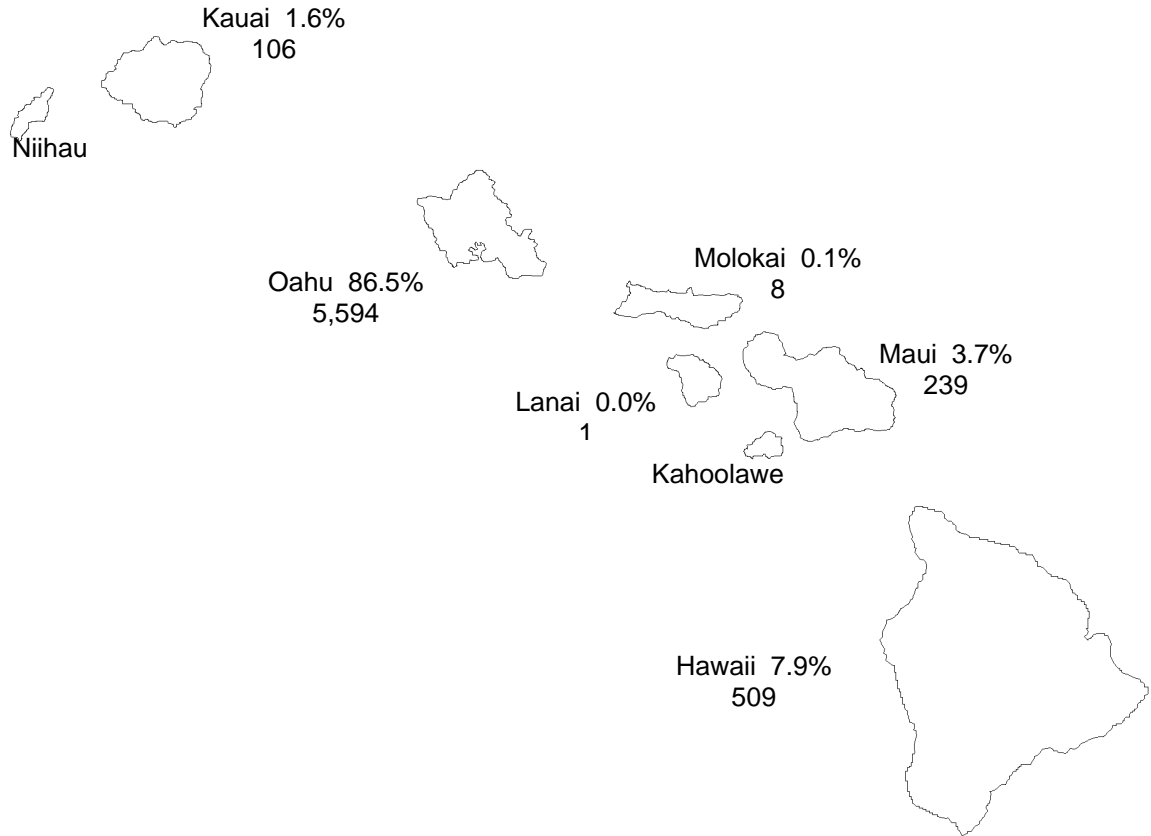 Kauai 1.6%
106
Niihau
Oahu 86.5%
5,594
Molokai 0.1%
8
Maui 3.7%
239
Lanai 0.0%
1
Kahoolawe
Hawaii 7.9%
509